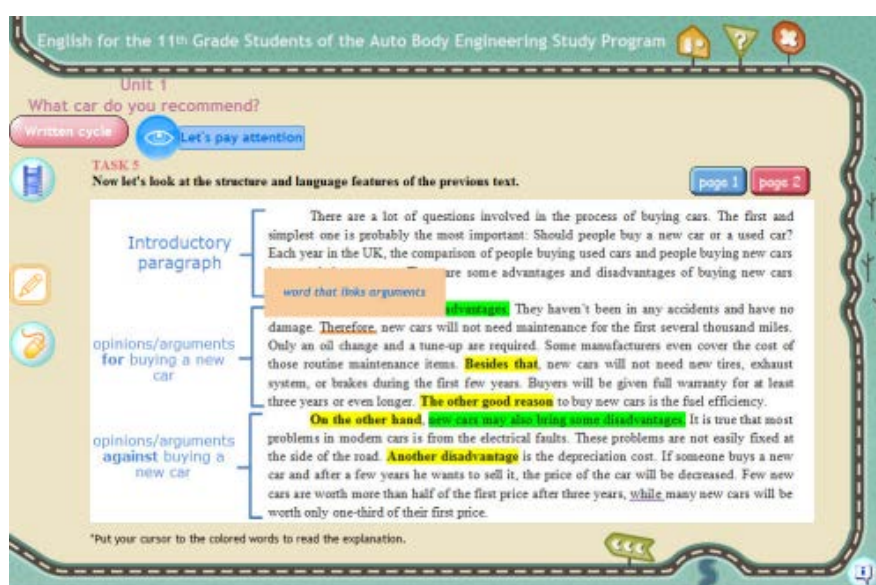 English for the 11th Grade Students of the Auto Body Engineering Study Program
Unit 1
What car do you recommend?
Written cycle
Let's pay attention
TASK 5
Now let's look at the structure and language features of the previous text.
page 1
page 2
Introductory
paragraph
There are a lot of questions involved in the process of buying cars. The first and
simplest one is probably the most important: Should people buy a new car or a used car?
Each year in the UK, the comparison of people buying used cars and people buying new cars
are some advantages and disadvantages of buying new cars
word that links arguments
opinions/arguments
for buying a new
car
advantages. They haven't been in any accidents and have no
damage. Therefore, new cars will not need maintenance for the first several thousand miles.
Only an oil change and a tune-up are required. Some manufacturers even cover the cost of
those routine maintenance items. Besides that, new cars will not need new tires, exhaust
system, or brakes during the first few years. Buyers will be given full warranty for at least
three years or even longer. The other good reason to buy new cars is the fuel efficiency.
opinions/arguments
against buying a
new car
On the other hand, new cars may also bring some disadvantages. It is true that most
problems in modern cars is from the electrical faults. These problems are not easily fixed at
the side of the road. Another disadvantage is the depreciation cost. If someone buys a new
car and after a few years he wants to sell it, the price of the car will be decreased. Few new
cars are worth more than half of the first price after three years, while many new cars will be
worth only one-third of their first price.
*Put your cursor to the colored words to read the explanation.